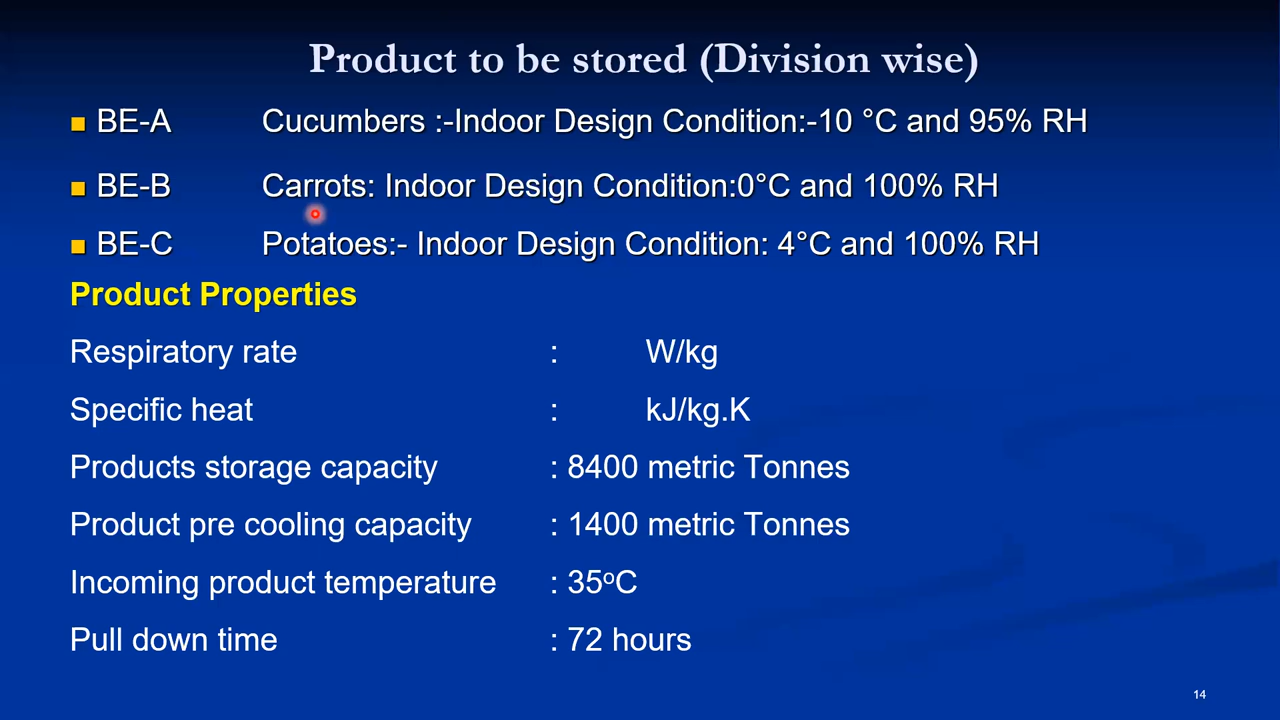 Product to be stored (Division wise)
BE-A Cucumbers :-Indoor Design Condition:-10 °C and 95% RH
BE-B Carrots: Indoor Design Condition:0°C and 100% RH
BE-C Potatoes:- Indoor Design Condition: 4°C and 100% RH
Product Properties
Respiratory rate : W/kg
Specific heat : kJ/kg.K
Products storage capacity : 8400 metric Tonnes
Product pre cooling capacity : 1400 metric Tonnes
Incoming product temperature : 35°C
Pull down time : 72 hours
14